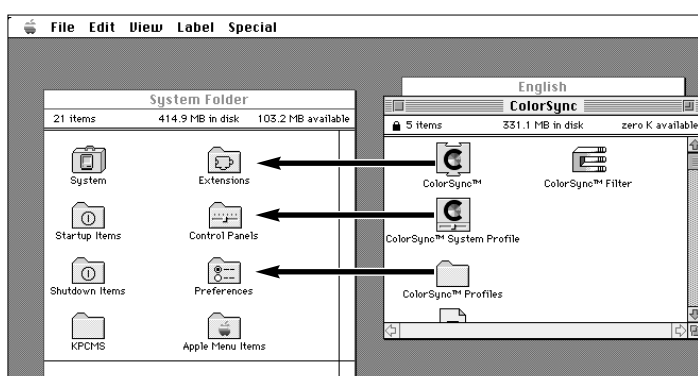 File Edit View Label Special
System Folder
21 items 414.9 MB in disk 103.2 MB available
System Extensions
Startup Items Control Panels
Shutdown Items Preferences
KPCMS Apple Menu Items
English
ColorSync
5 items 331.1 MB in disk zero K available
ColorSync™ ColorSync™ Filter
ColorSync™ System Profile
ColorSync™ Profiles